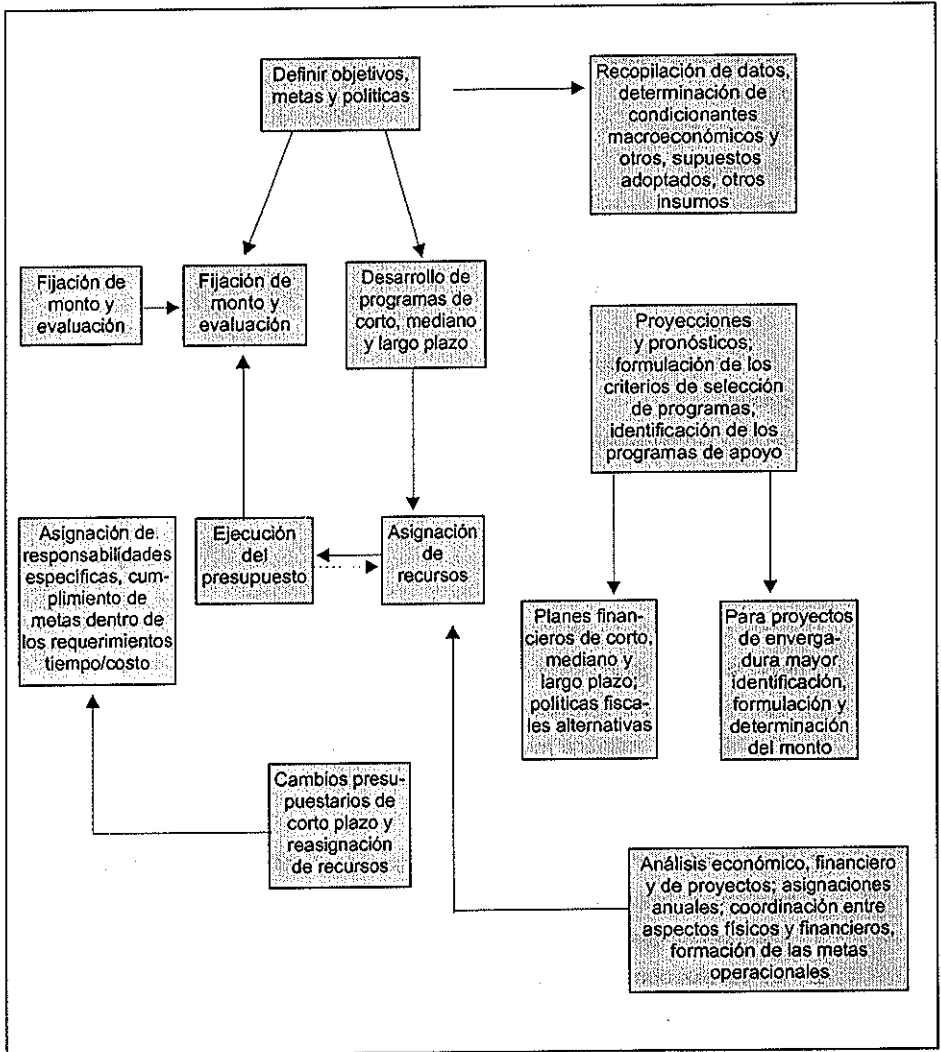 Definir objetivos,
metas y políticas
Recopilación de datos,
determinación de
condicionantes
macroeconómicos y
otros, supuestos
adoptados, otros
insumos
Fijación de
monto y
evaluación
Fijación de
monto y
evaluación
Desarrollo de
programas de
corto, mediano
y largo plazo
Proyecciones
y pronósticos;
formulación de los
criterios de selección
de programas;
identificación de los
programas de apoyo
Asignación de
responsabilidades
específicas, cum-
plimiento de
metas dentro de
los requerimientos
tiempo/costo
Ejecución
del
presupuesto
Asignación
de
recursos
Planes finan-
cieros de corto,
mediano y
largo plazo;
políticas fisca-
les alternativas
Para proyectos
de enverga-
dura mayor
identificación,
formulación y
determinación
del monto
Cambios presu-
puestarios de
corto plazo y
reasignación
de recursos
Análisis económico, financiero
y de proyectos; asignaciones
anuales; coordinación entre
aspectos físicos y financieros,
formación de las metas
operacionales